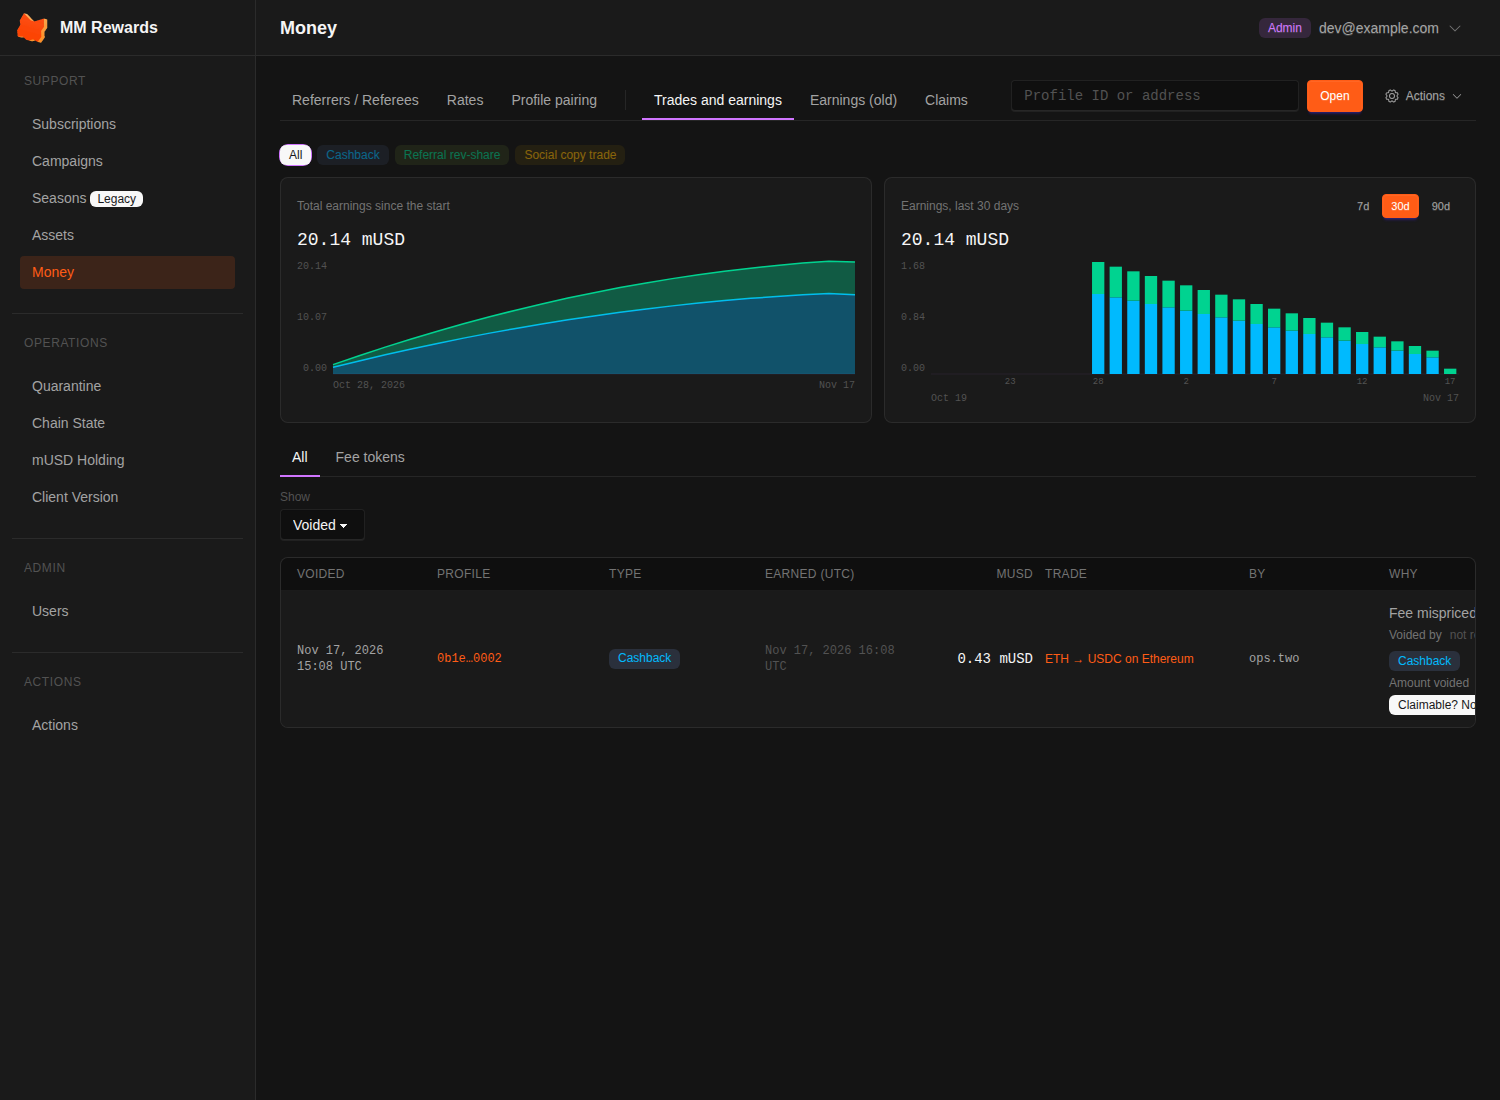 MM Rewards
Money
Admin dev@example.com
SUPPORT
Subscriptions
Campaigns
Seasons Legacy
Assets
Money
OPERATIONS
Quarantine
Chain State
mUSD Holding
Client Version
ADMIN
Users
ACTIONS
Actions
Referrers / Referees Rates Profile pairing Trades and earnings Earnings (old) Claims Profile ID or address Open Actions
All Cashback Referral rev-share Social copy trade
Total earnings since the start
20.14 mUSD
20.14
10.07
0.00
Oct 28, 2026 Nov 17
Earnings, last 30 days 7d 30d 90d
20.14 mUSD
1.68
0.84
0.00
23 28 2 7 12 17
Oct 19 Nov 17
All Fee tokens
Show
Voided
VOIDED PROFILE TYPE EARNED (UTC) MUSD TRADE BY WHY
Nov 17, 2026
15:08 UTC
0b1e…0002
Cashback
Nov 17, 2026 16:08
UTC
0.43 mUSD
ETH → USDC on Ethereum
ops.two
Fee mispriced
Voided by not
Cashback
Amount voided
Claimable? No